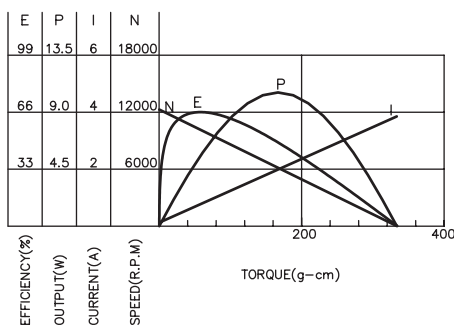 E P I N
99 13.5 6 18000
66 9.0 4 12000
33 4.5 2 6000
N E P I
200 400
TORQUE(g-cm)
EFFICIENCY(%)
OUTPUT(W)
CURRENT(A)
SPEED(R.P.M)